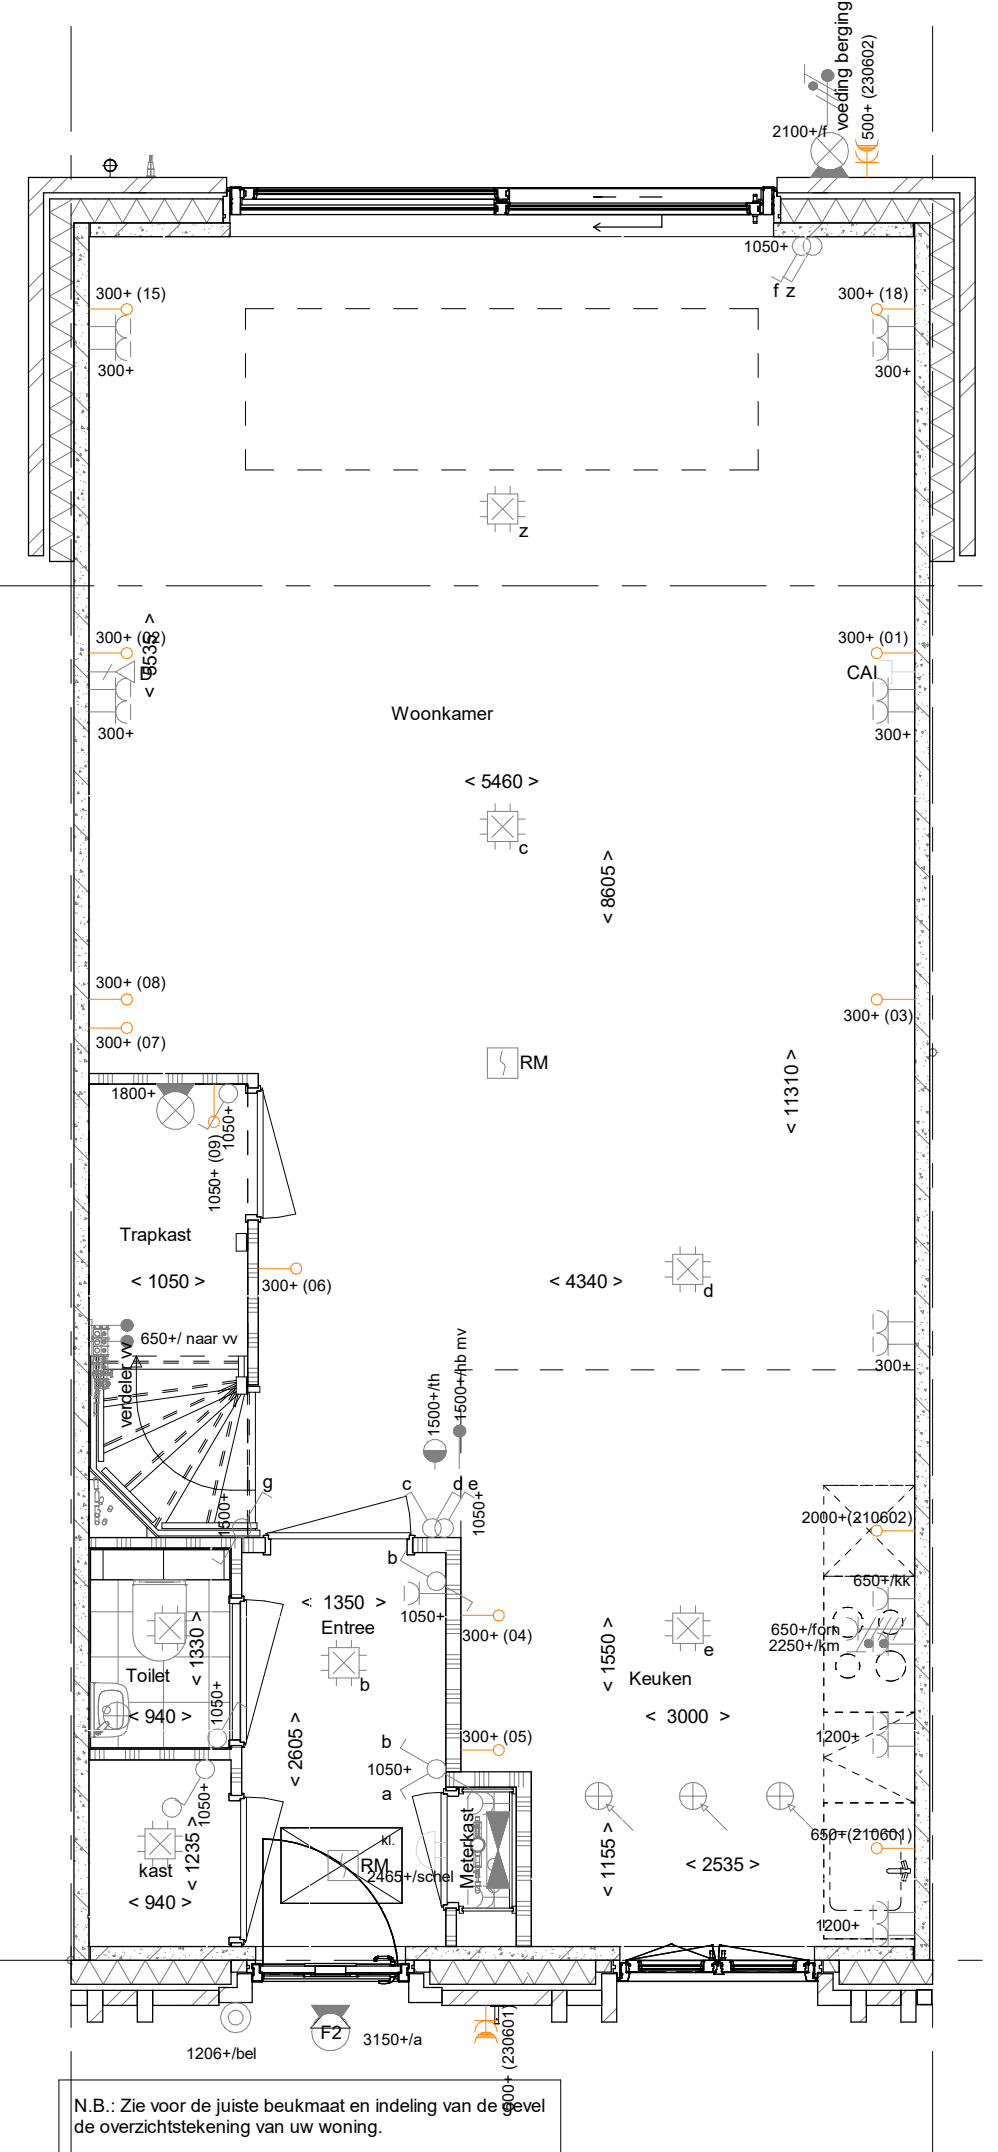 voeding berging
500+ (230602)
2100+/f
1050+
f z
300+ (15)
300+ (18)
300+
300+
z
300+ (02)
300+ (01)
< 5535 >
D
CAI
300+
300+
Woonkamer
< 5460 >
c
< 8605 >
300+ (08)
300+ (07)
300+ (03)
RM
< 11310 >
1800+
1050+
1050+ (09)
Trapkast
< 1050 >
300+ (06)
< 4340 >
d
650+/ naar vv
verdeler vv
300+
1500+/th
1500+/hb mv
g
c
d e
1500+
1050+
2000+(210602)
b
1050+
650+/kk
< 1350 >
Entree
300+ (04)
650+/forn
2250+/km
< 1330 >
< 1550 >
e
Toilet
b
Keuken
1050+
< 940 >
< 3000 >
< 2605 >
b
300+ (05)
1200+
1050+
a
1050+
650+(210601)
kl.
kast
< 1235 >
RM
2465+/schel
Meterkast
< 1155 >
< 2535 >
< 940 >
1200+
F2
3150+/a
1206+/bel
(230601)
N.B.: Zie voor de juiste beukmaat en indeling van de gevel
de overzichtstekening van uw woning.